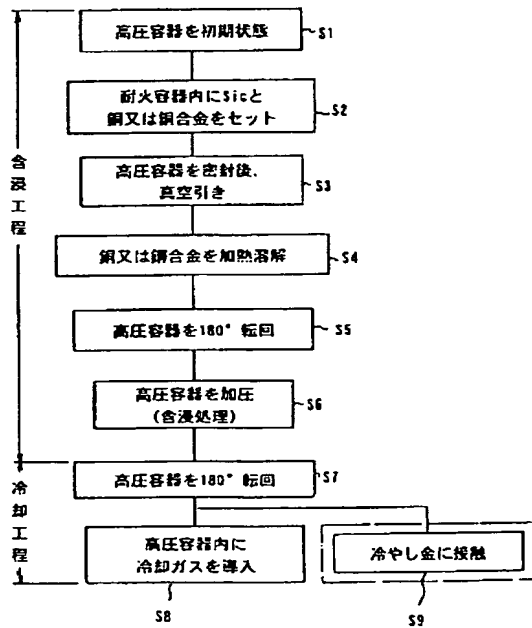 高圧容器を初期状態
S1
耐火容器内にSicと
銅又は銅合金をセット
S2
高圧容器を密封後、
真空引き
S3
銅又は銅合金を加熱溶解
S4
高圧容器を180°転回
S5
高圧容器を加圧
(含浸処理)
S6
高圧容器を180°転回
S7
高圧容器内に
冷却ガスを導入
S8
冷やし金に接触
S9
含浸工程
冷却工程